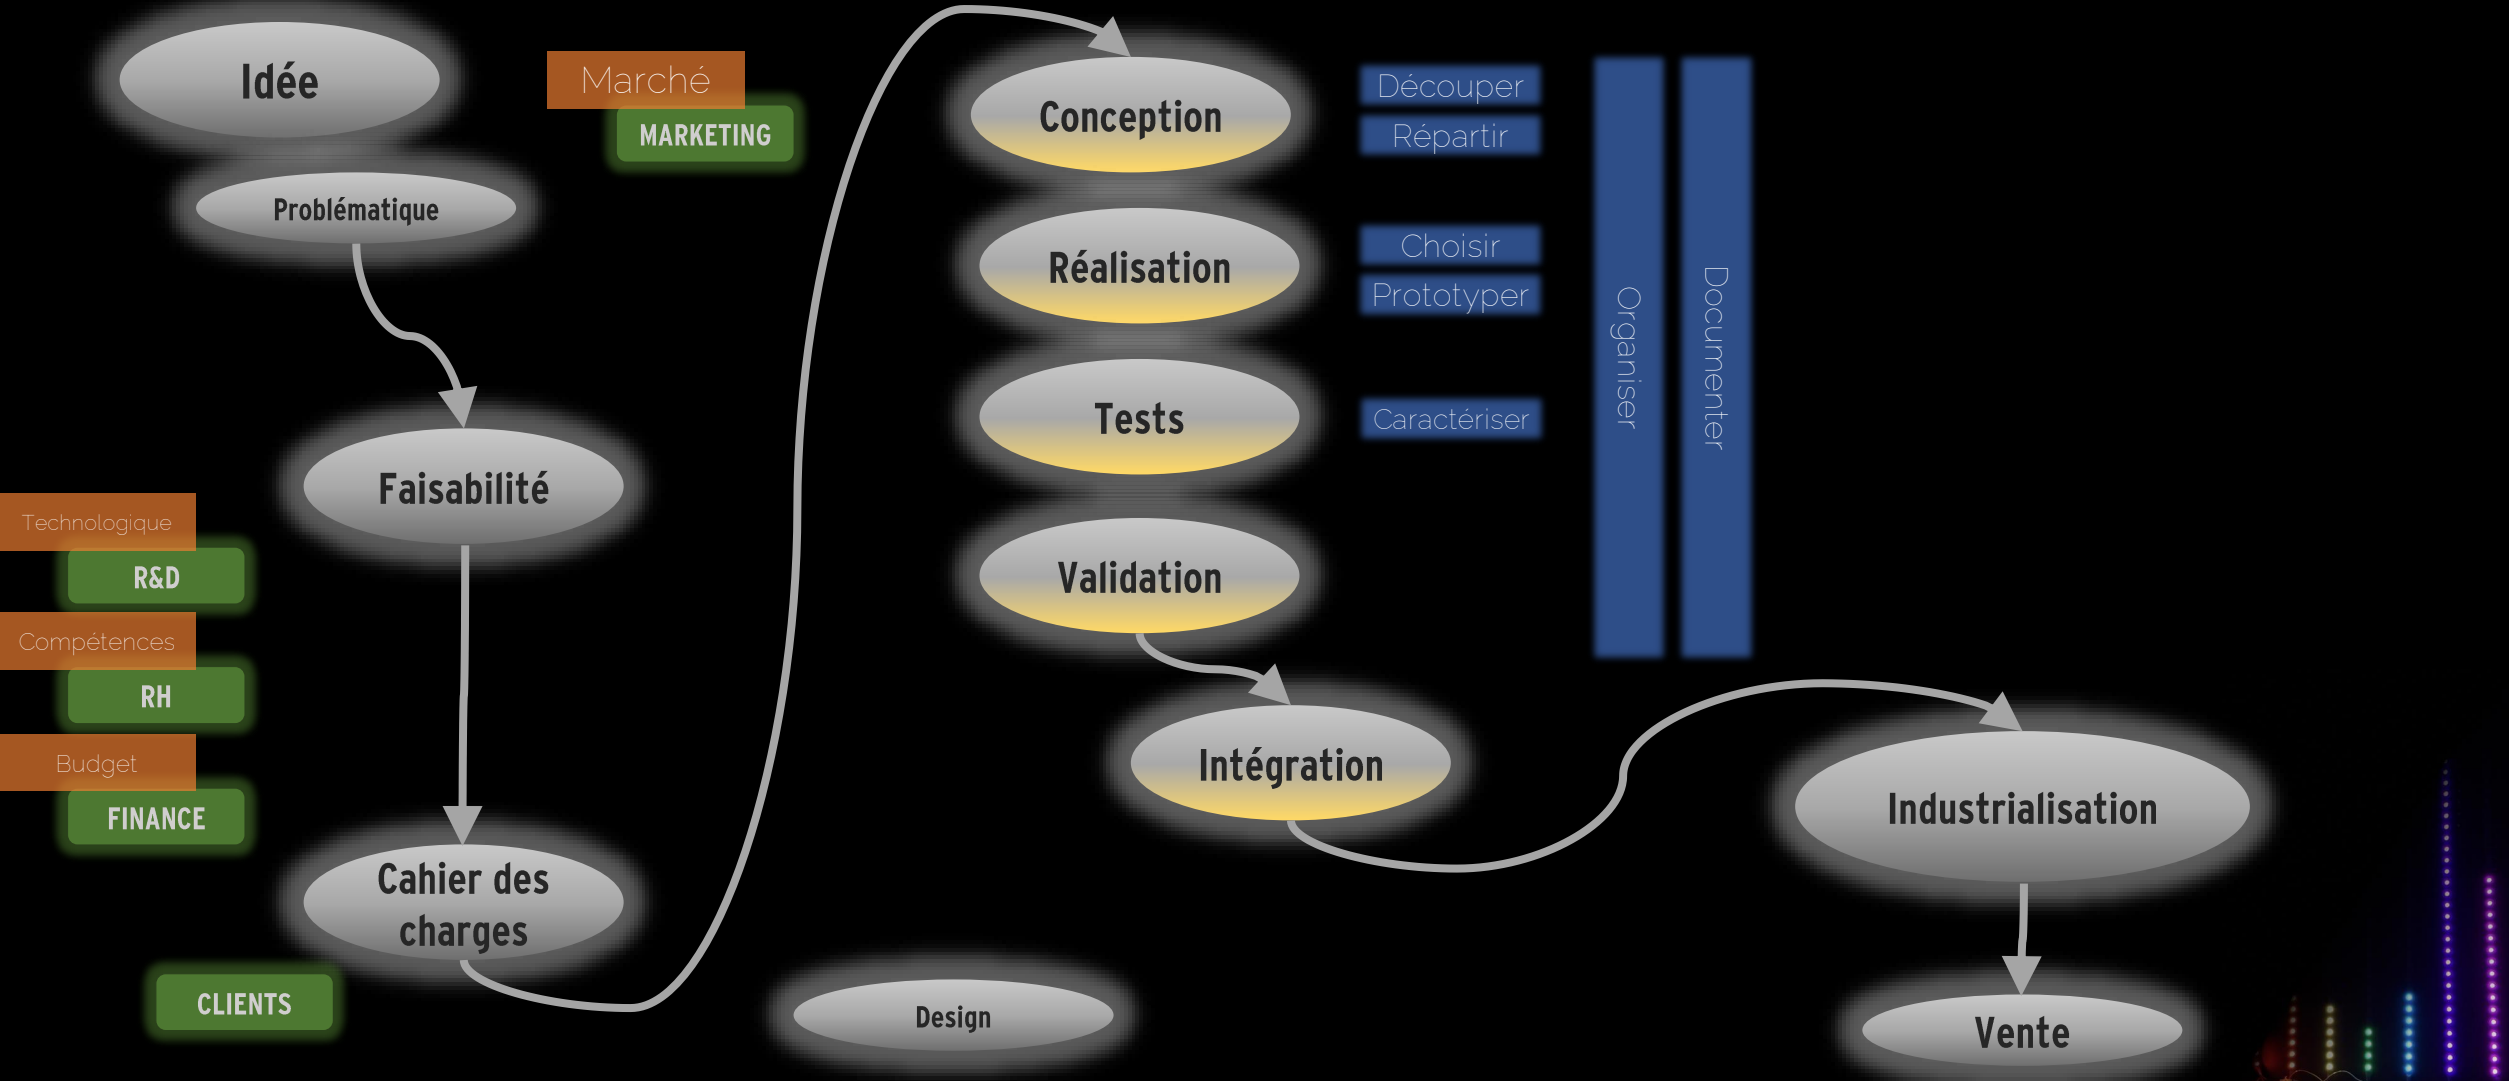 Idée
Problématique
Marché
MARKETING
Faisabilité
Technologique
R&D
Compétences
RH
Budget
FINANCE
Cahier des
charges
CLIENTS
Design
Conception
Découper
Répartir
Réalisation
Choisir
Prototyper
Tests
Caractériser
Validation
Organiser
Documenter
Intégration
Industrialisation
Vente